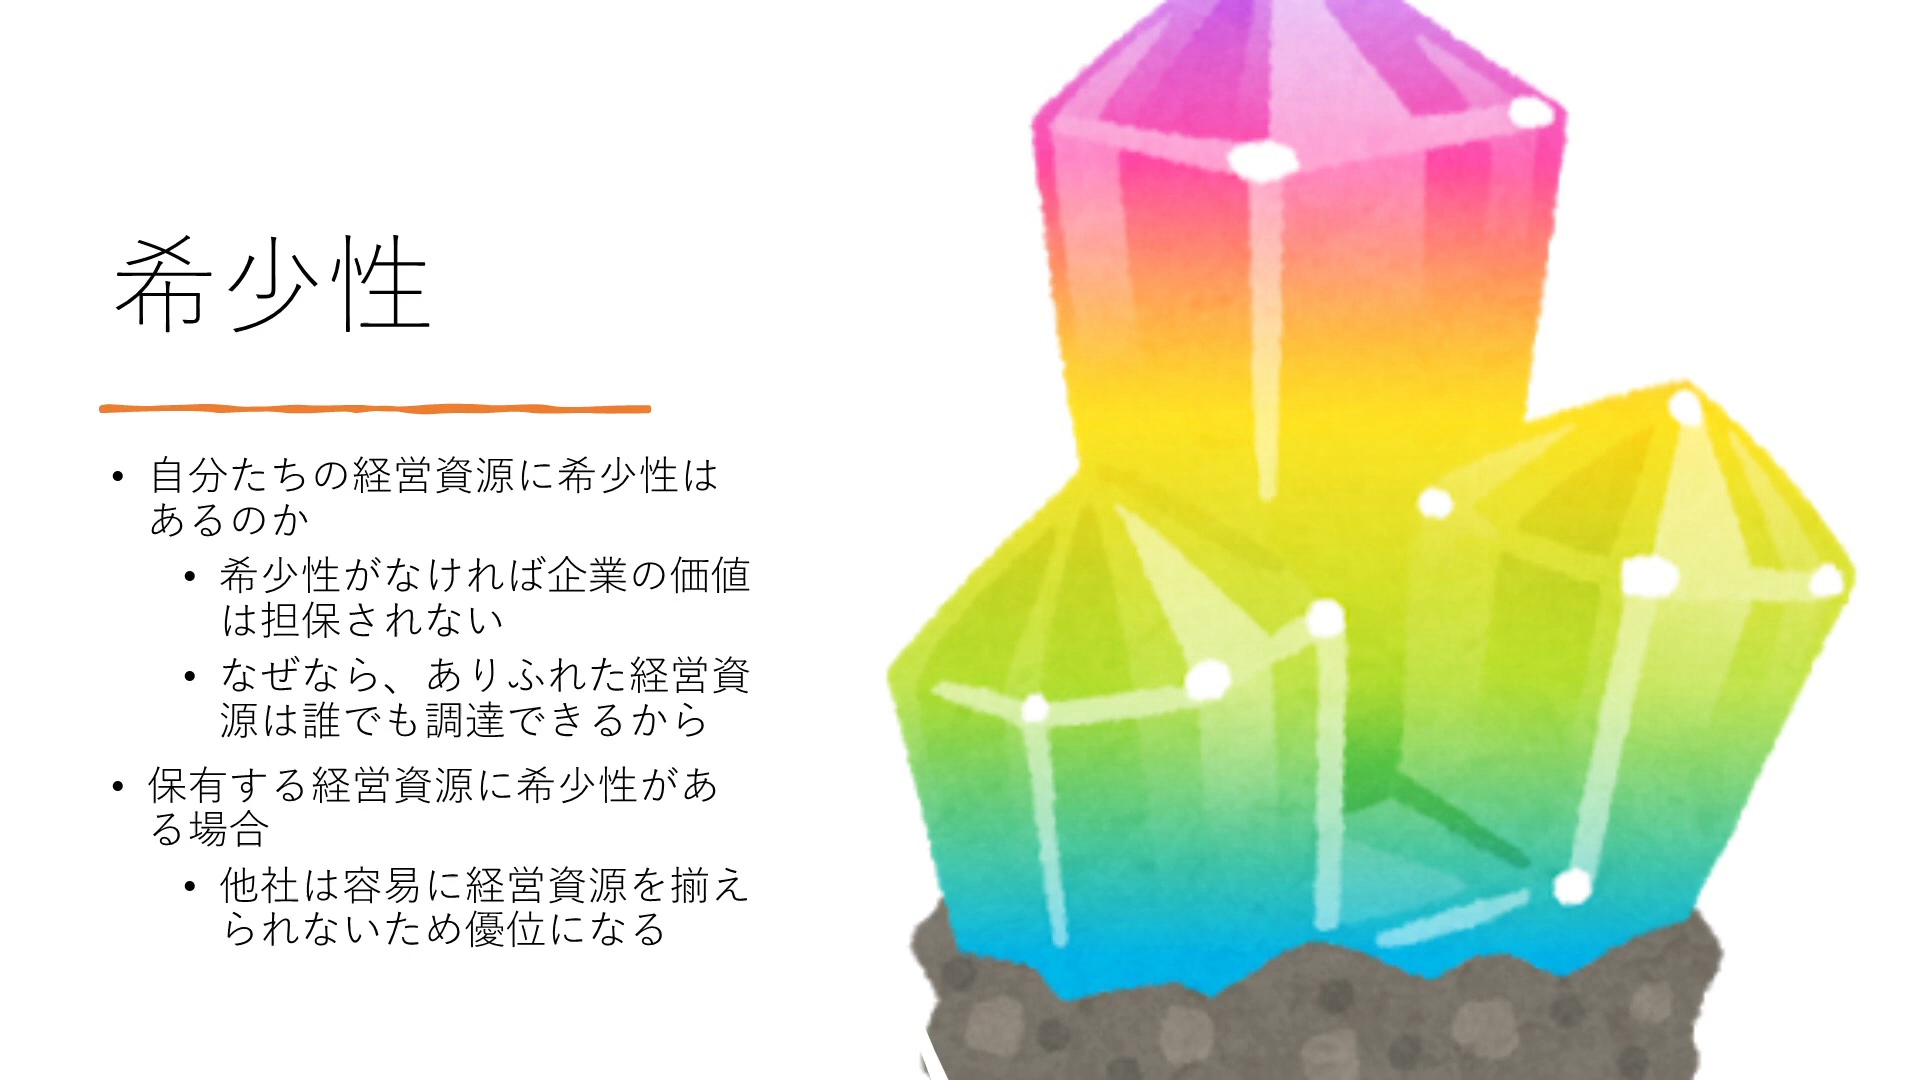 希少性
• 自分たちの経営資源に希少性は
あるのか
• 希少性がなければ企業の価値
は担保されない
• なぜなら、ありふれた経営資
源は誰でも調達できるから
• 保有する経営資源に希少性があ
る場合
• 他社は容易に経営資源を揃え
られないため優位になる